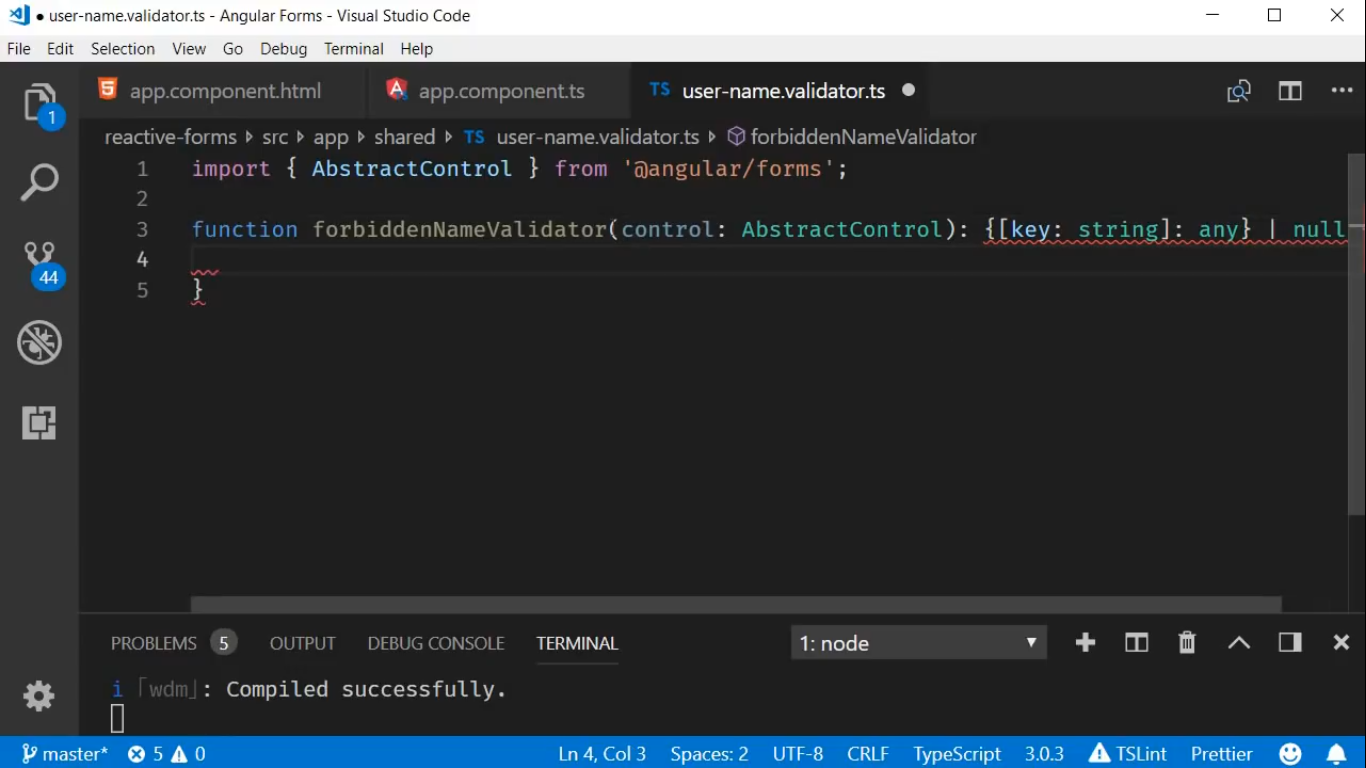 user-name.validator.ts - Angular Forms - Visual Studio Code
File Edit Selection View Go Debug Terminal Help
app.component.html app.component.ts TS user-name.validator.ts
1
reactive-forms src app shared TS user-name.validator.ts forbiddenNameValidator
1 import { AbstractControl } from '@angular/forms';
2
3 function forbiddenNameValidator(control: AbstractControl): {[key: string]: any} | null
4
5 }
44
PROBLEMS 5 OUTPUT DEBUG CONSOLE TERMINAL 1: node
i ｢wdm｣: Compiled successfully.
master* 5 0 Ln 4, Col 3 Spaces: 2 UTF-8 CRLF TypeScript 3.0.3 TSLint Prettier